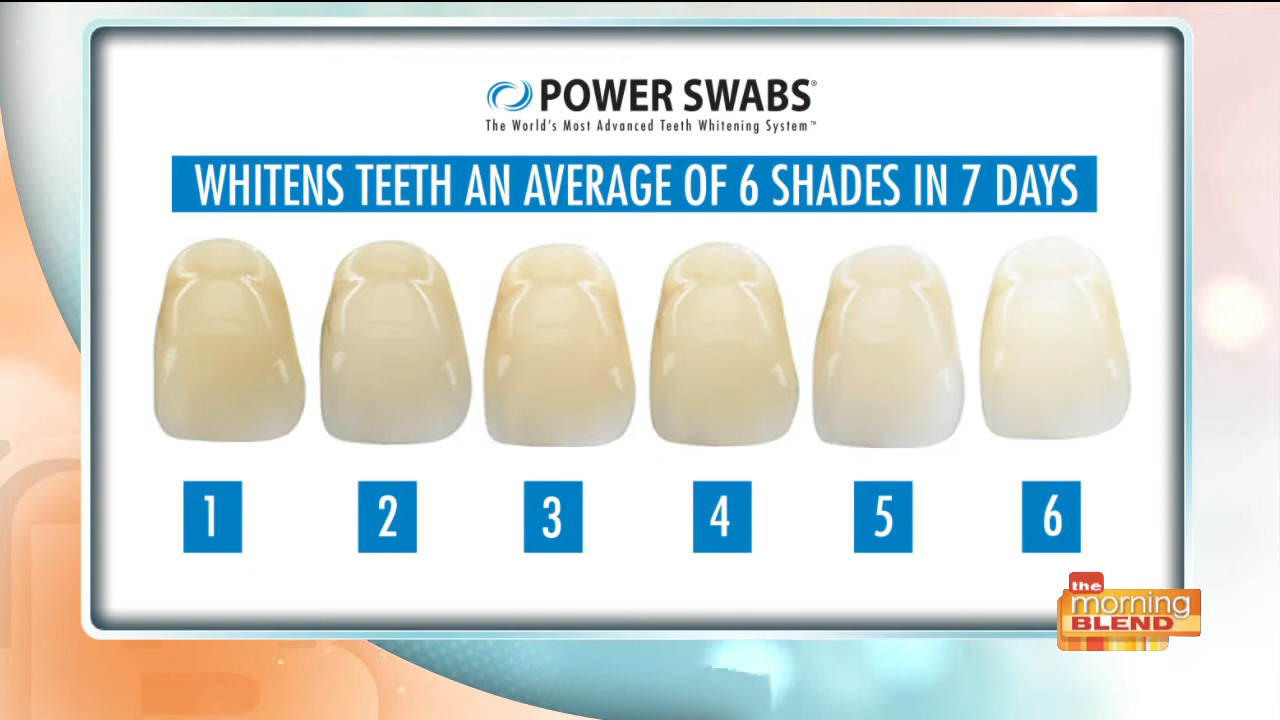 POWER SWABS®
The World's Most Advanced Teeth Whitening System™
WHITENS TEETH AN AVERAGE OF 6 SHADES IN 7 DAYS
1 2 3 4 5 6
the
morning
BLEND